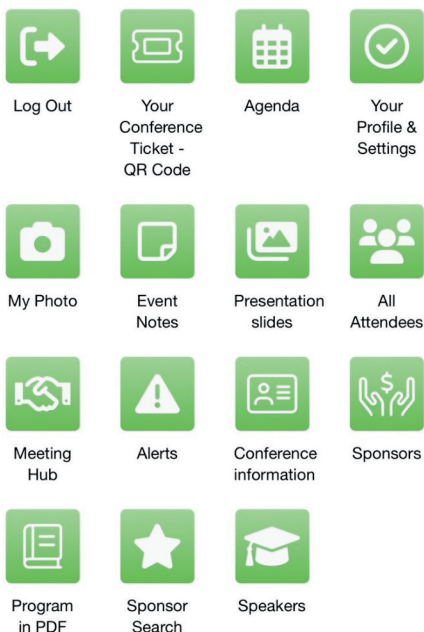 Log Out
Your
Conference
Ticket -
QR Code
Agenda
Your
Profile &
Settings
My Photo
Event
Notes
Presentation
slides
All
Attendees
Meeting
Hub
Alerts
Conference
information
Sponsors
Program
in PDF
Sponsor
Search
Speakers